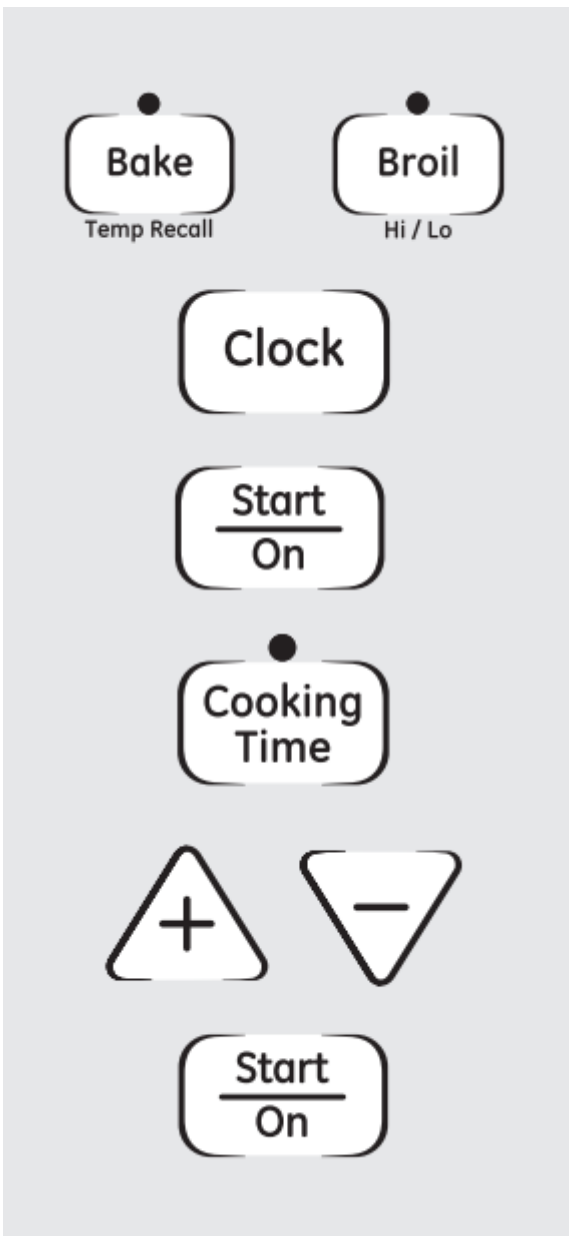 Bake
Broil
Temp Recall
Hi / Lo
Clock
Start
On
Cooking
Time
+
−
Start
On